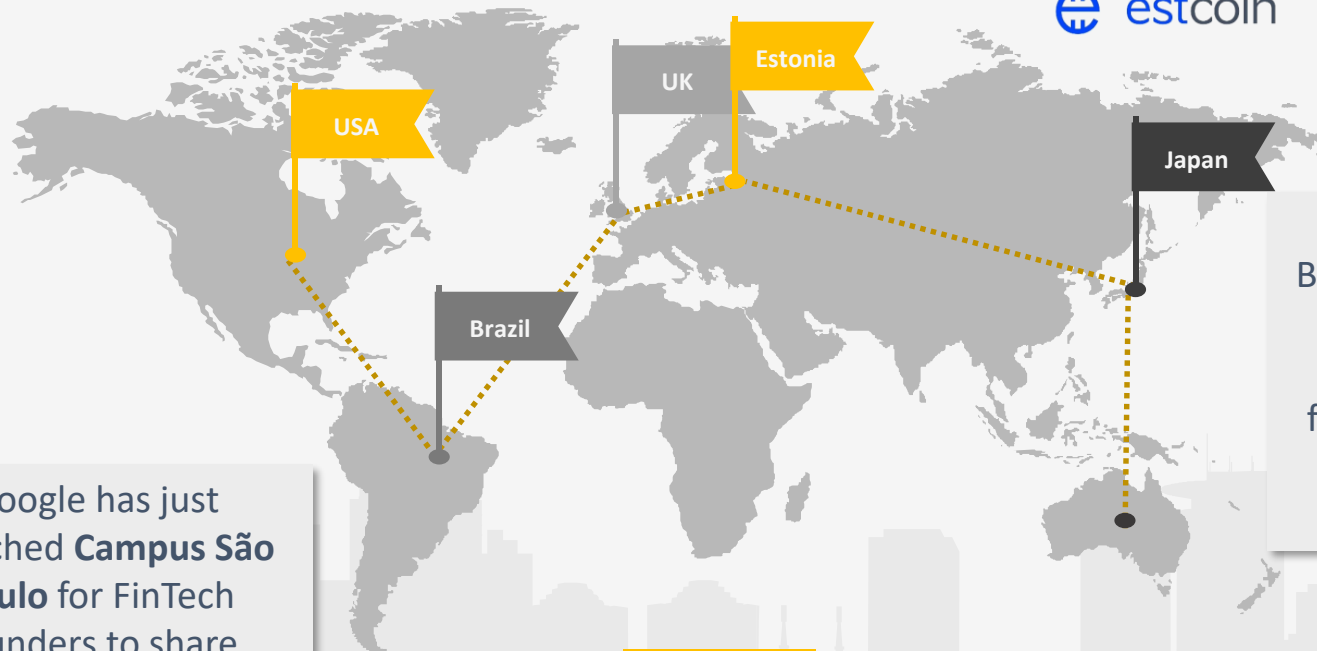 estcoin
Estonia
UK
USA
Japan
Brazil
oogle has just
ched Campus São
ulo for FinTech
unders to share
B
f